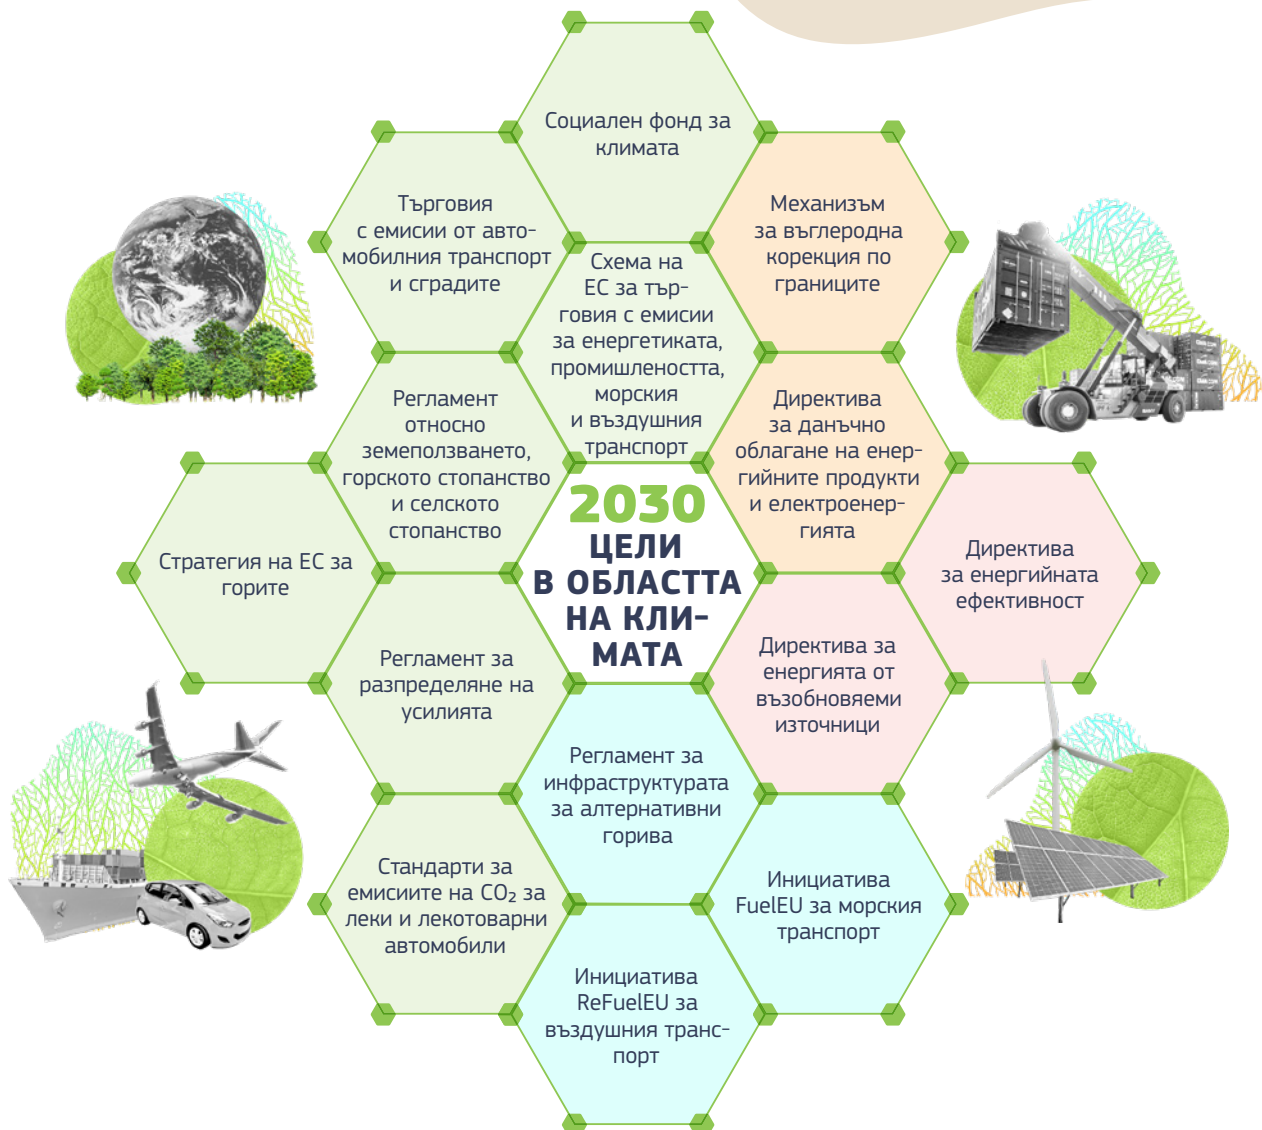 Социален фонд за
климата
Търговия
с емисии от авто-
мобилния транспорт
и сградите
Механизъм
за въглеродна
корекция по
границите
Схема на
ЕС за тър-
говия с емисии
за енергетиката,
промишлеността,
морския
и въздушния
транспорт
Регламент
относно
земеползването,
горското стопанство
и селското
стопанство
Директива
за данъчно
облагане на енер-
гийните продукти
и електроенер-
гията
2030
ЦЕЛИ
В ОБЛАСТТА
НА КЛИ-
МАТА
Стратегия на ЕС за
горите
Директива
за енергийната
ефективност
Регламент за
разпределяне на
усилията
Директива за
енергията от
възобновяеми
източници
Регламент за
инфраструктурата
за алтернативни
горива
Стандарти за
емисиите на CO₂ за
леки и лекотоварни
автомобили
Инициатива
FuelEU за морския
транспорт
Инициатива
ReFuelEU за
въздушния транс-
порт